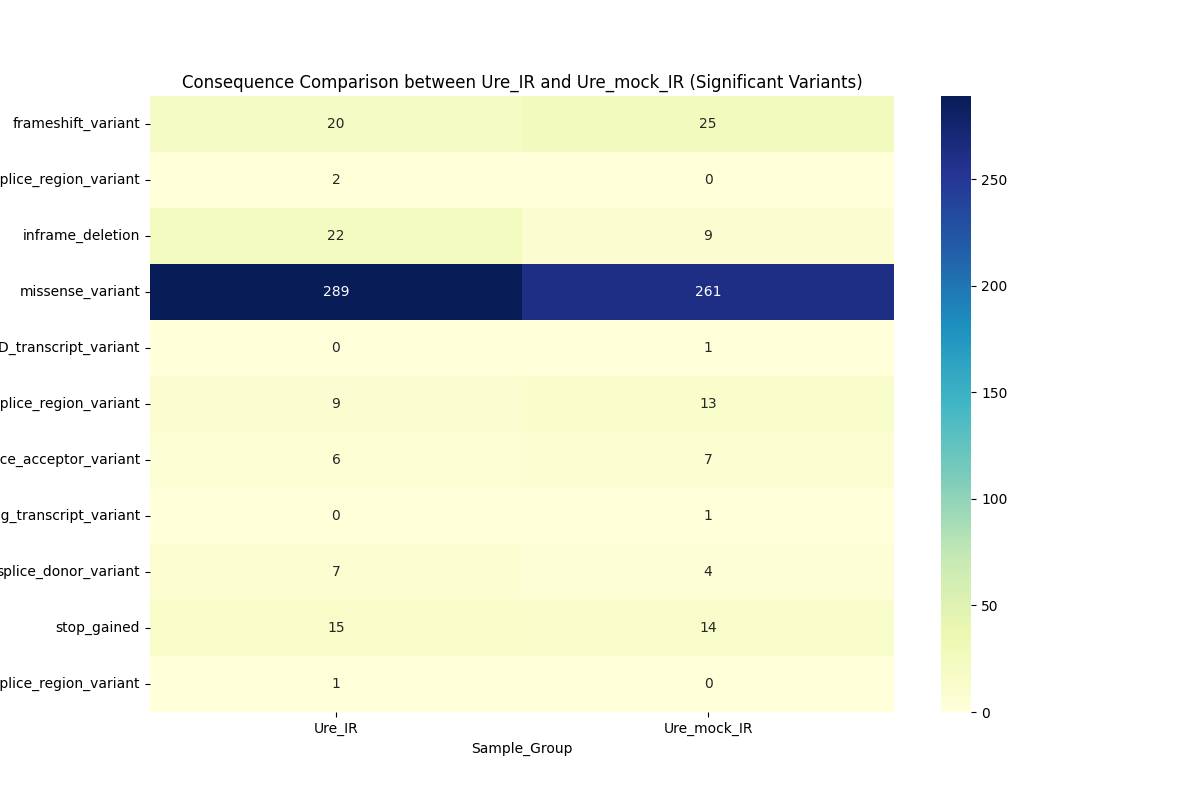 Consequence Comparison between Ure_IR and Ure_mock_IR (Significant Variants)
frameshift_variant 20 25
plice_region_variant 2 0
inframe_deletion 22 9
missense_variant 289 261
D_transcript_variant 0 1
plice_region_variant 9 13
ce_acceptor_variant 6 7
g_transcript_variant 0 1
splice_donor_variant 7 4
stop_gained 15 14
plice_region_variant 1 0
Ure_IR Ure_mock_IR
Sample_Group
250
200
150
100
50
0